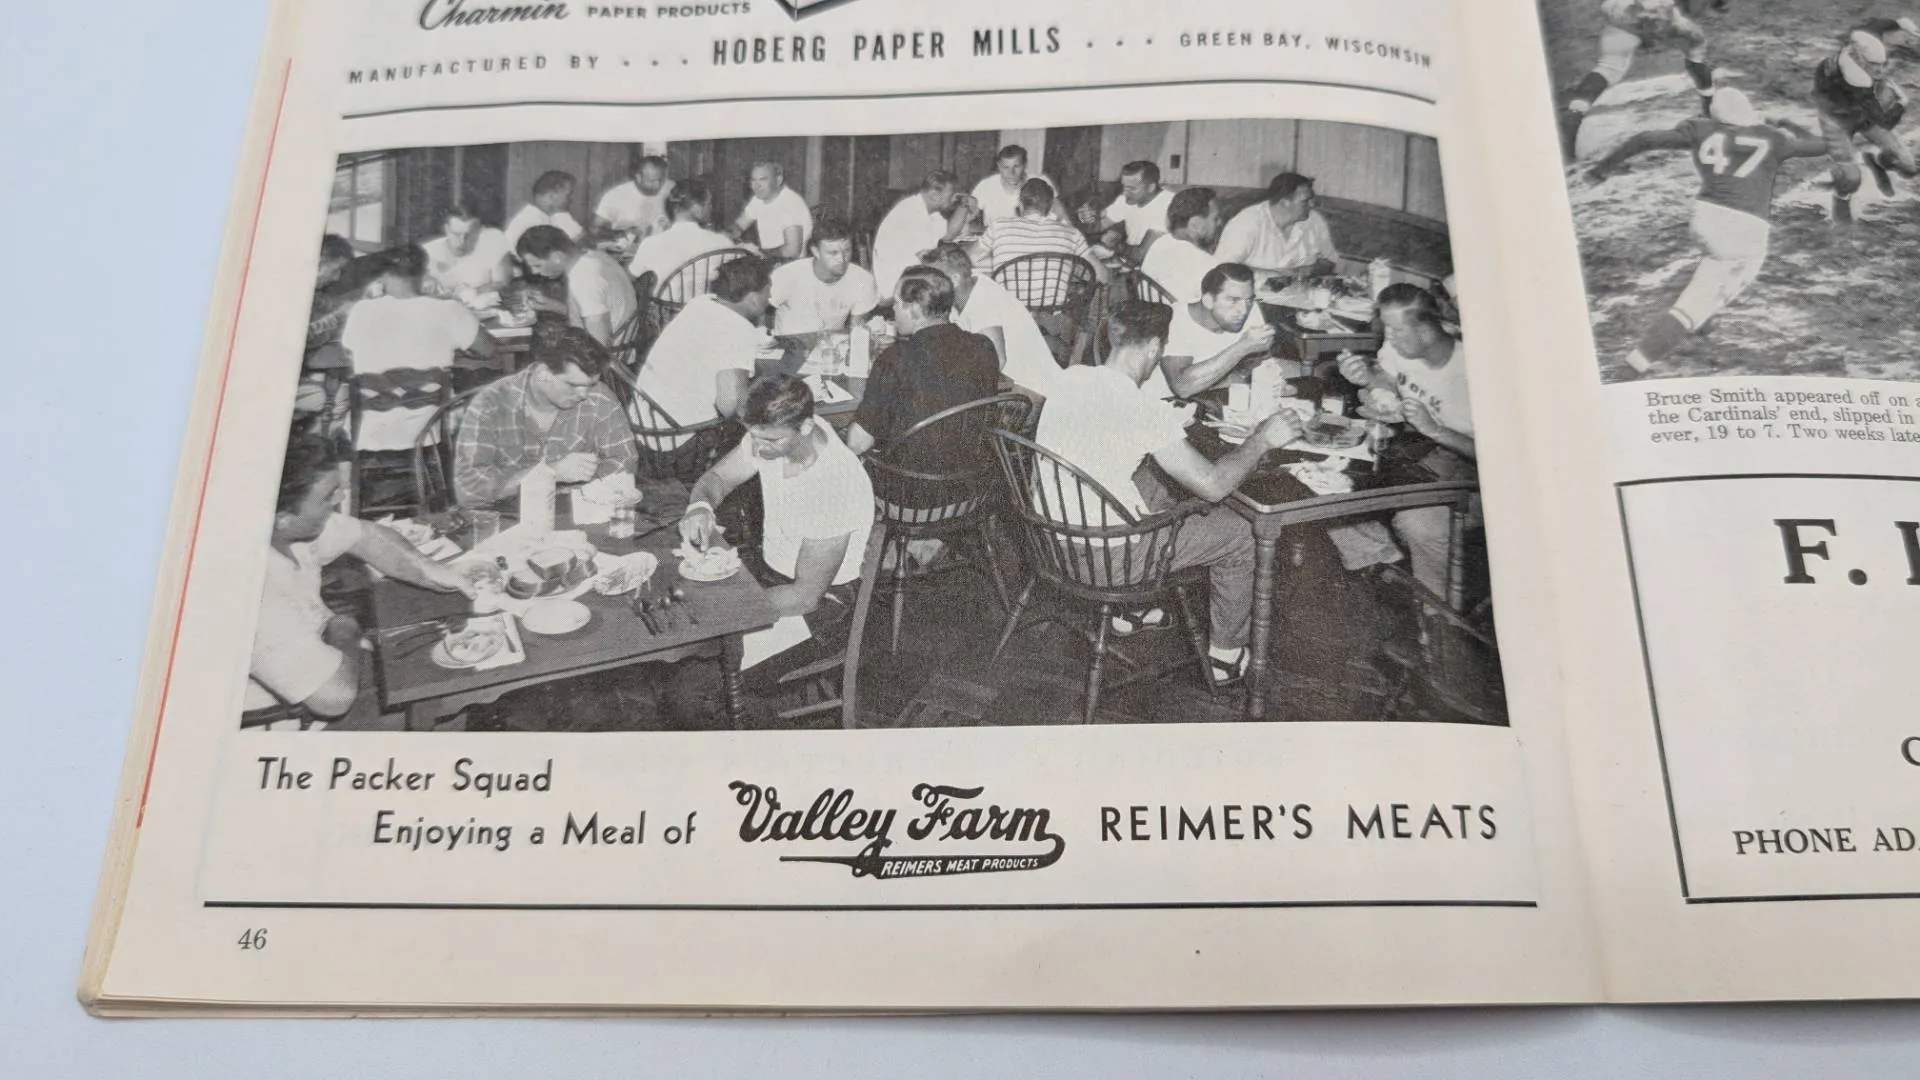 Charmin PAPER PRODUCTS
MANUFACTURED BY . . . HOBERG PAPER MILLS . . . GREEN BAY, WISCONSIN
The Packer Squad
Enjoying a Meal of Valley Farm REIMER'S MEATS
REIMERS MEAT PRODUCTS
46
47
Bruce Smith appeared off on
the Cardinals' end, slipped in
ever, 19 to 7. Two weeks late
F.
PHONE AD